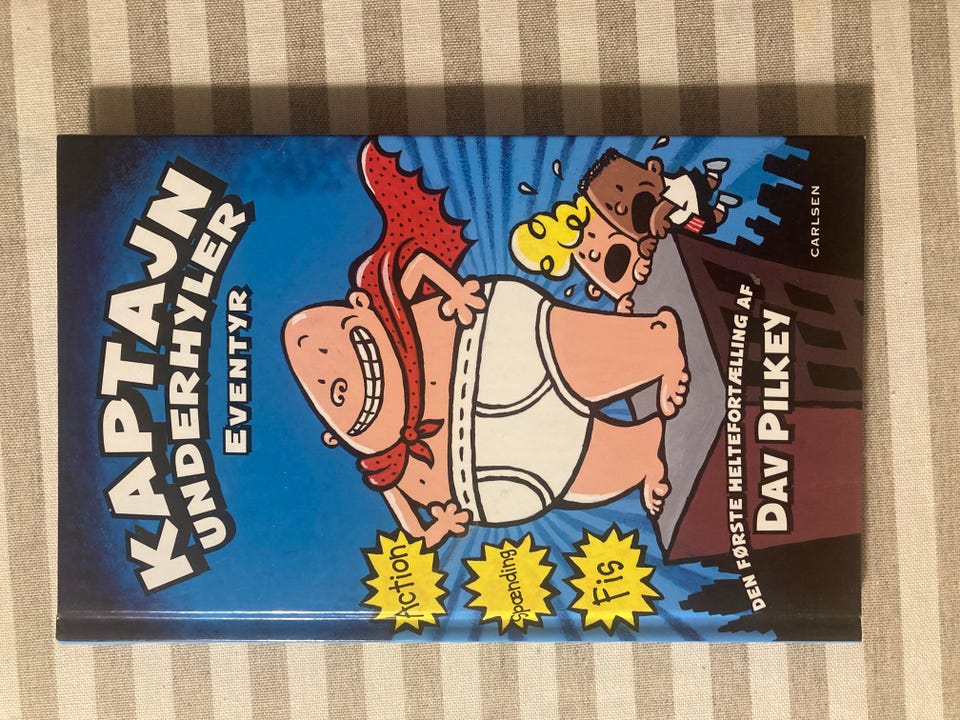 KAPTAJN
UNDERHYLER
EVENTYR
Action
Spænding
Fis
DEN FØRSTE HELTEFORTÆLLING AF
DAV PILKEY
CARLSEN